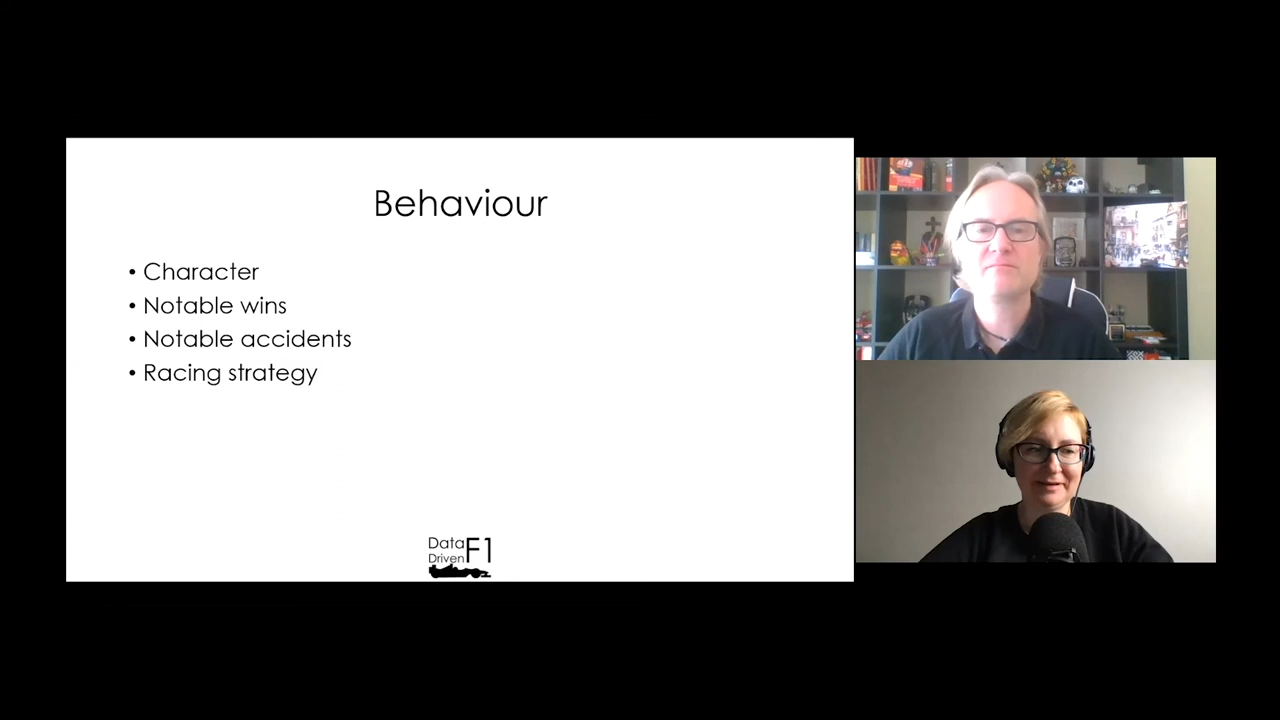 Behaviour
• Character
• Notable wins
• Notable accidents
• Racing strategy
Data
Driven
F1